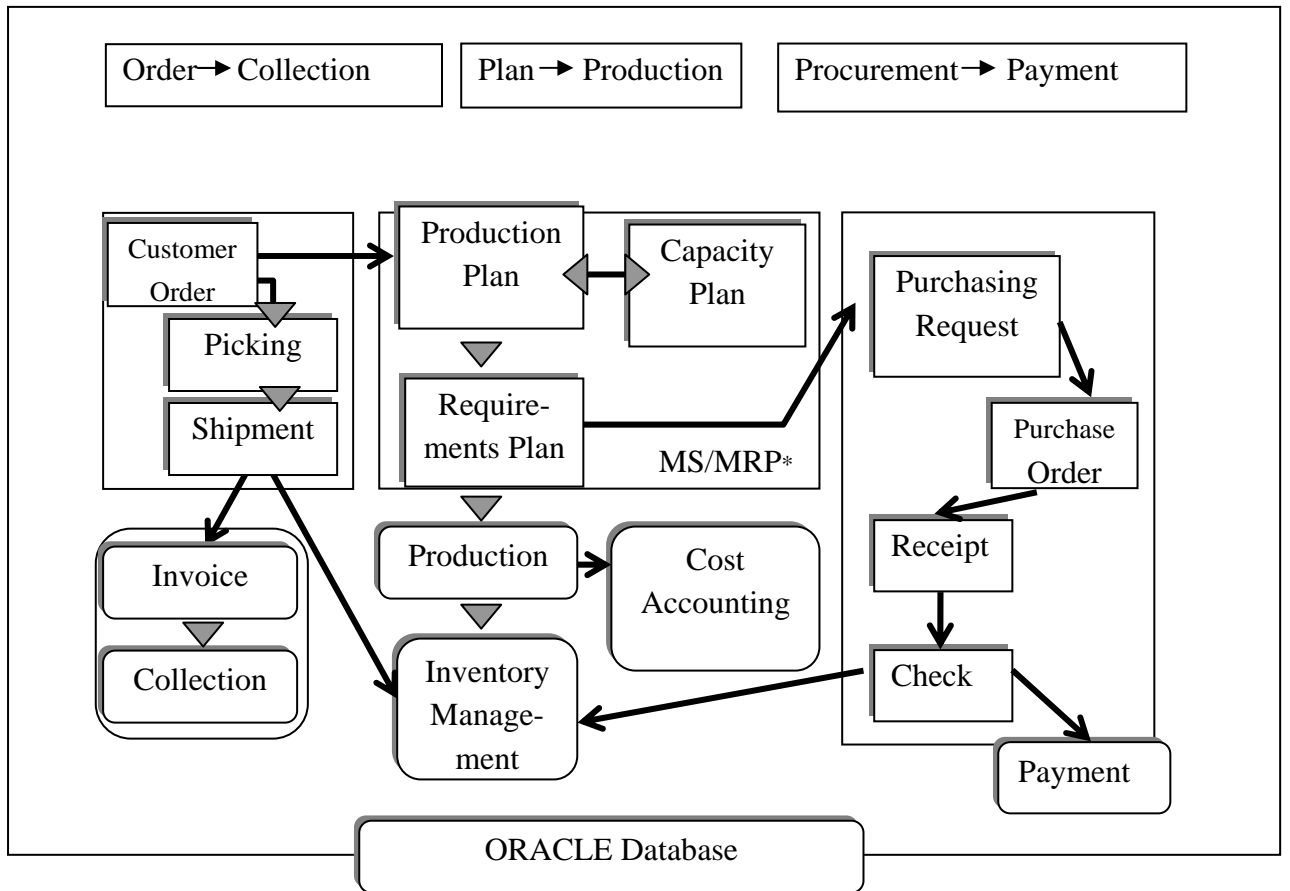 Order Collection
Plan Production
Procurement Payment
Customer
Order
Picking
Shipment
Invoice
Collection
Production
Plan
Capacity
Plan
Require-
ments Plan
MS/MRP*
Production
Cost
Accounting
Inventory
Manage-
ment
Purchasing
Request
Purchase
Order
Receipt
Check
Payment
ORACLE Database